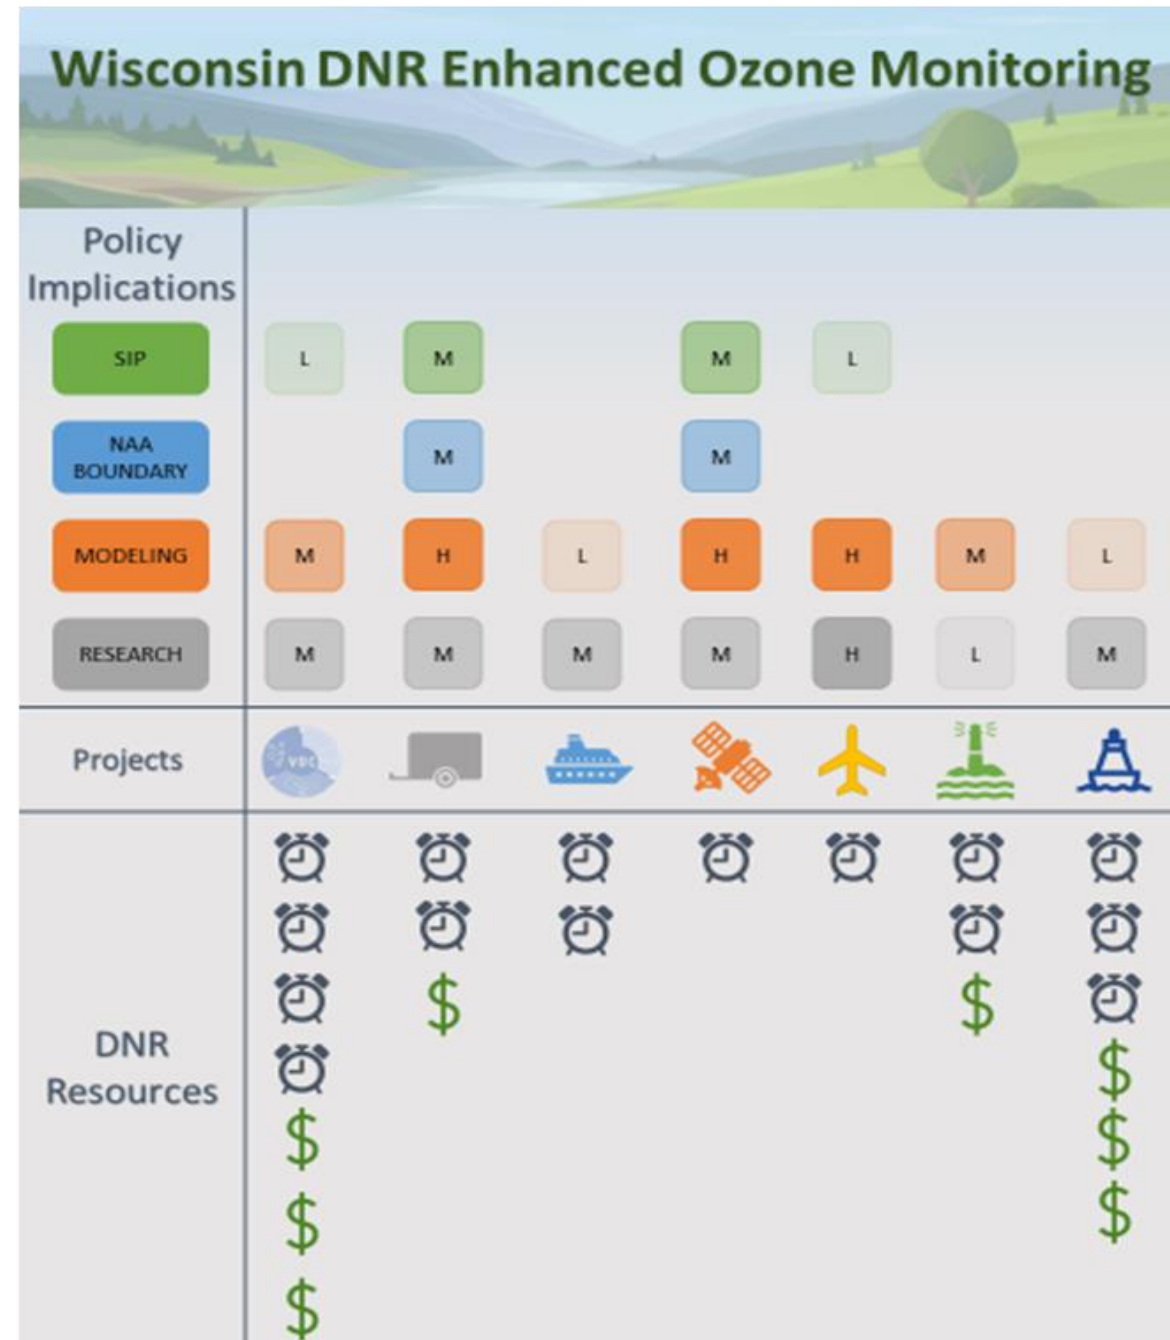 Wisconsin DNR Enhanced Ozone Monitoring
Policy
Implications
SIP L M M L
NAA
BOUNDARY
M M
MODELING M H L H H M L
RESEARCH M M M M H L M
Projects
DNR
Resources
$ $
$
$ $
$ $
$